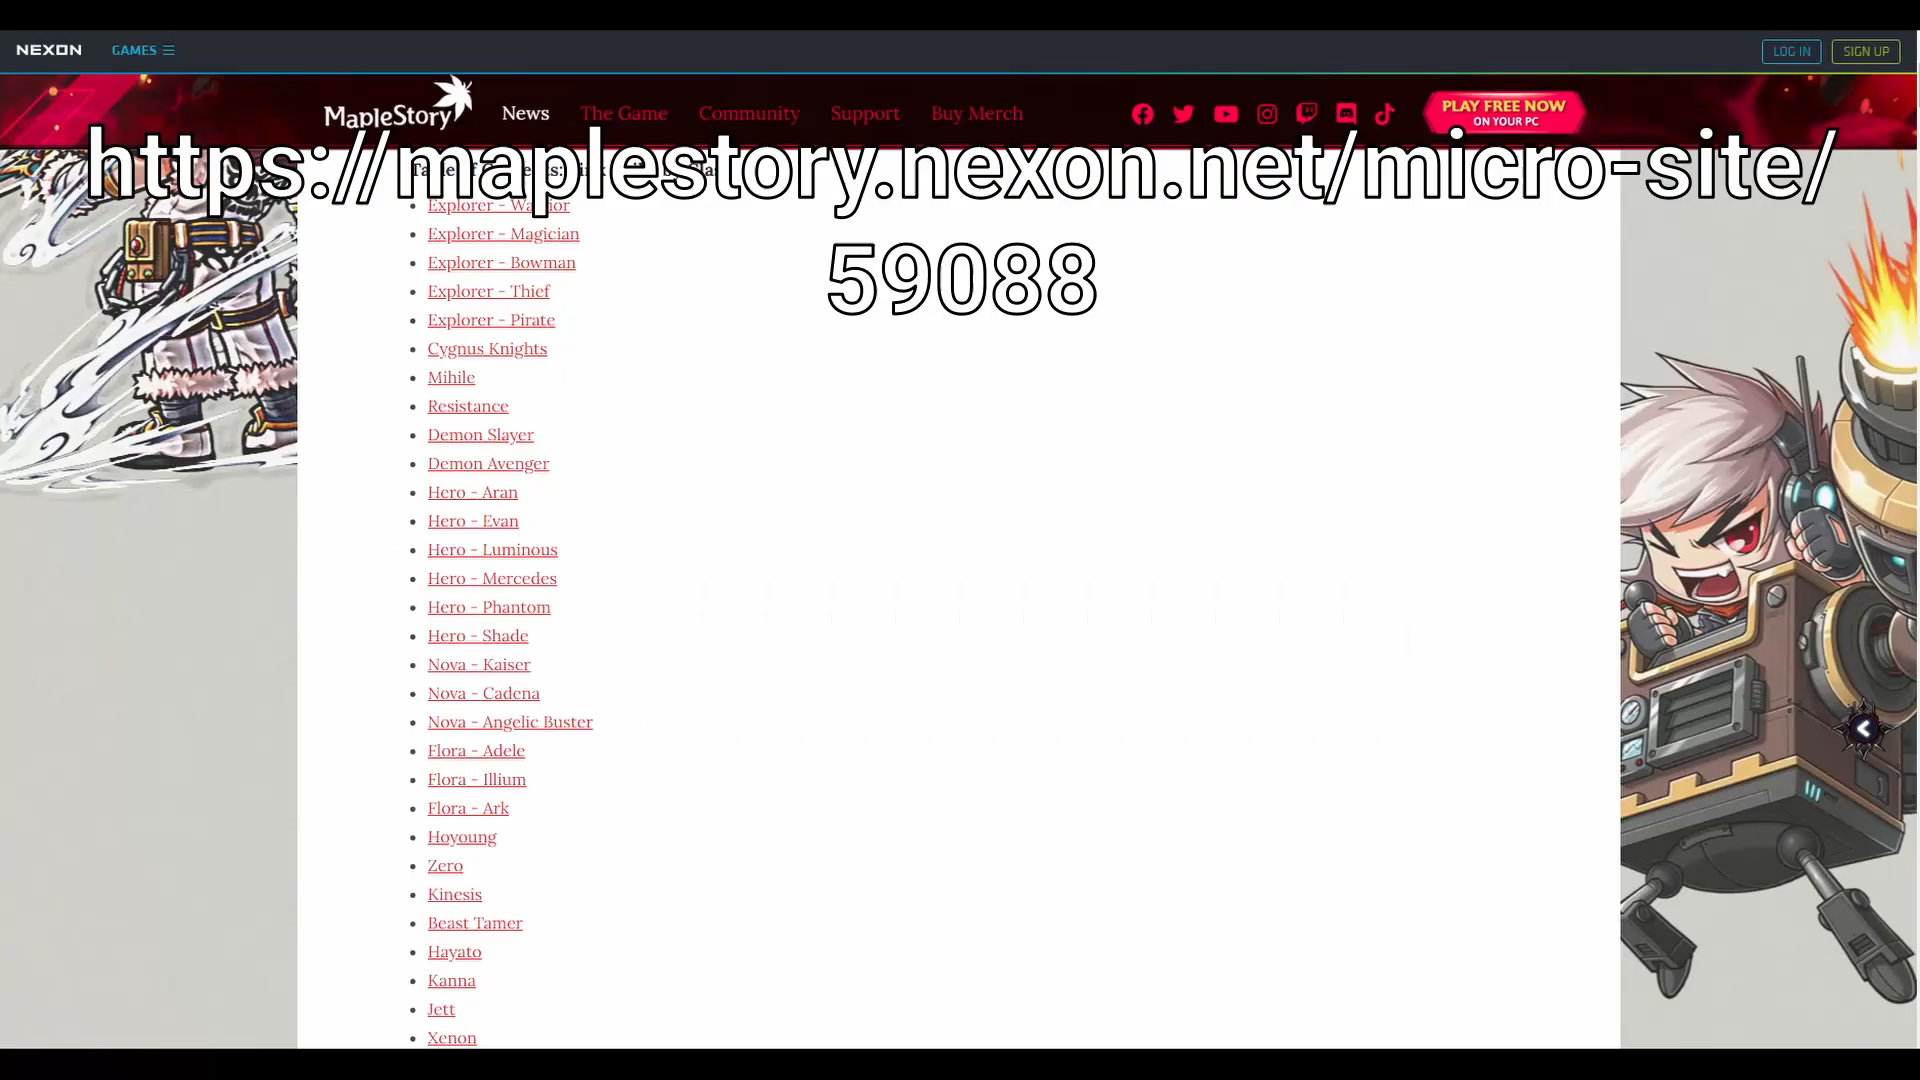 NEXON GAMES LOG IN SIGN UP
MapleStory News The Game Community Support Buy Merch PLAY FREE NOW
ON YOUR PC
https://maplestory.nexon.net/micro-site/
59088
Explorer - Warrior
Explorer - Magician
Explorer - Bowman
Explorer - Thief
Explorer - Pirate
Cygnus Knights
Mihile
Resistance
Demon Slayer
Demon Avenger
Hero - Aran
Hero - Evan
Hero - Luminous
Hero - Mercedes
Hero - Phantom
Hero - Shade
Nova - Kaiser
Nova - Cadena
Nova - Angelic Buster
Flora - Adele
Flora - Illium
Flora - Ark
Hoyoung
Zero
Kinesis
Beast Tamer
Hayato
Kanna
Jett
Xenon